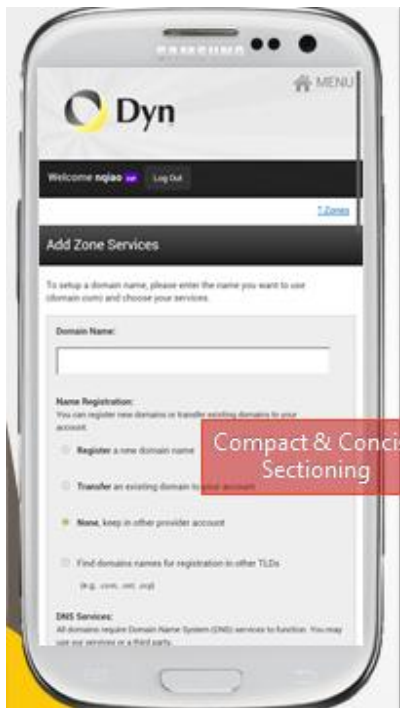 SAMSUNG
MENU
Dyn
Welcome nqiao Log Out
↑ Zones
Add Zone Services
To setup a domain name, please enter the name you want to use
(domain.com) and choose your services.
Domain Name:
Name Registration:
You can register new domains or transfer existing domains to your
account.
Register a new domain name
Transfer an existing domain to your account
None, keep in other provider account
Find domains names for registration in other TLDs
(e.g. .com, .net, .org)
DNS Services:
All domains require Domain Name System (DNS) services to function. You may
use our services or a third party.
Compact & Concis
Sectioning